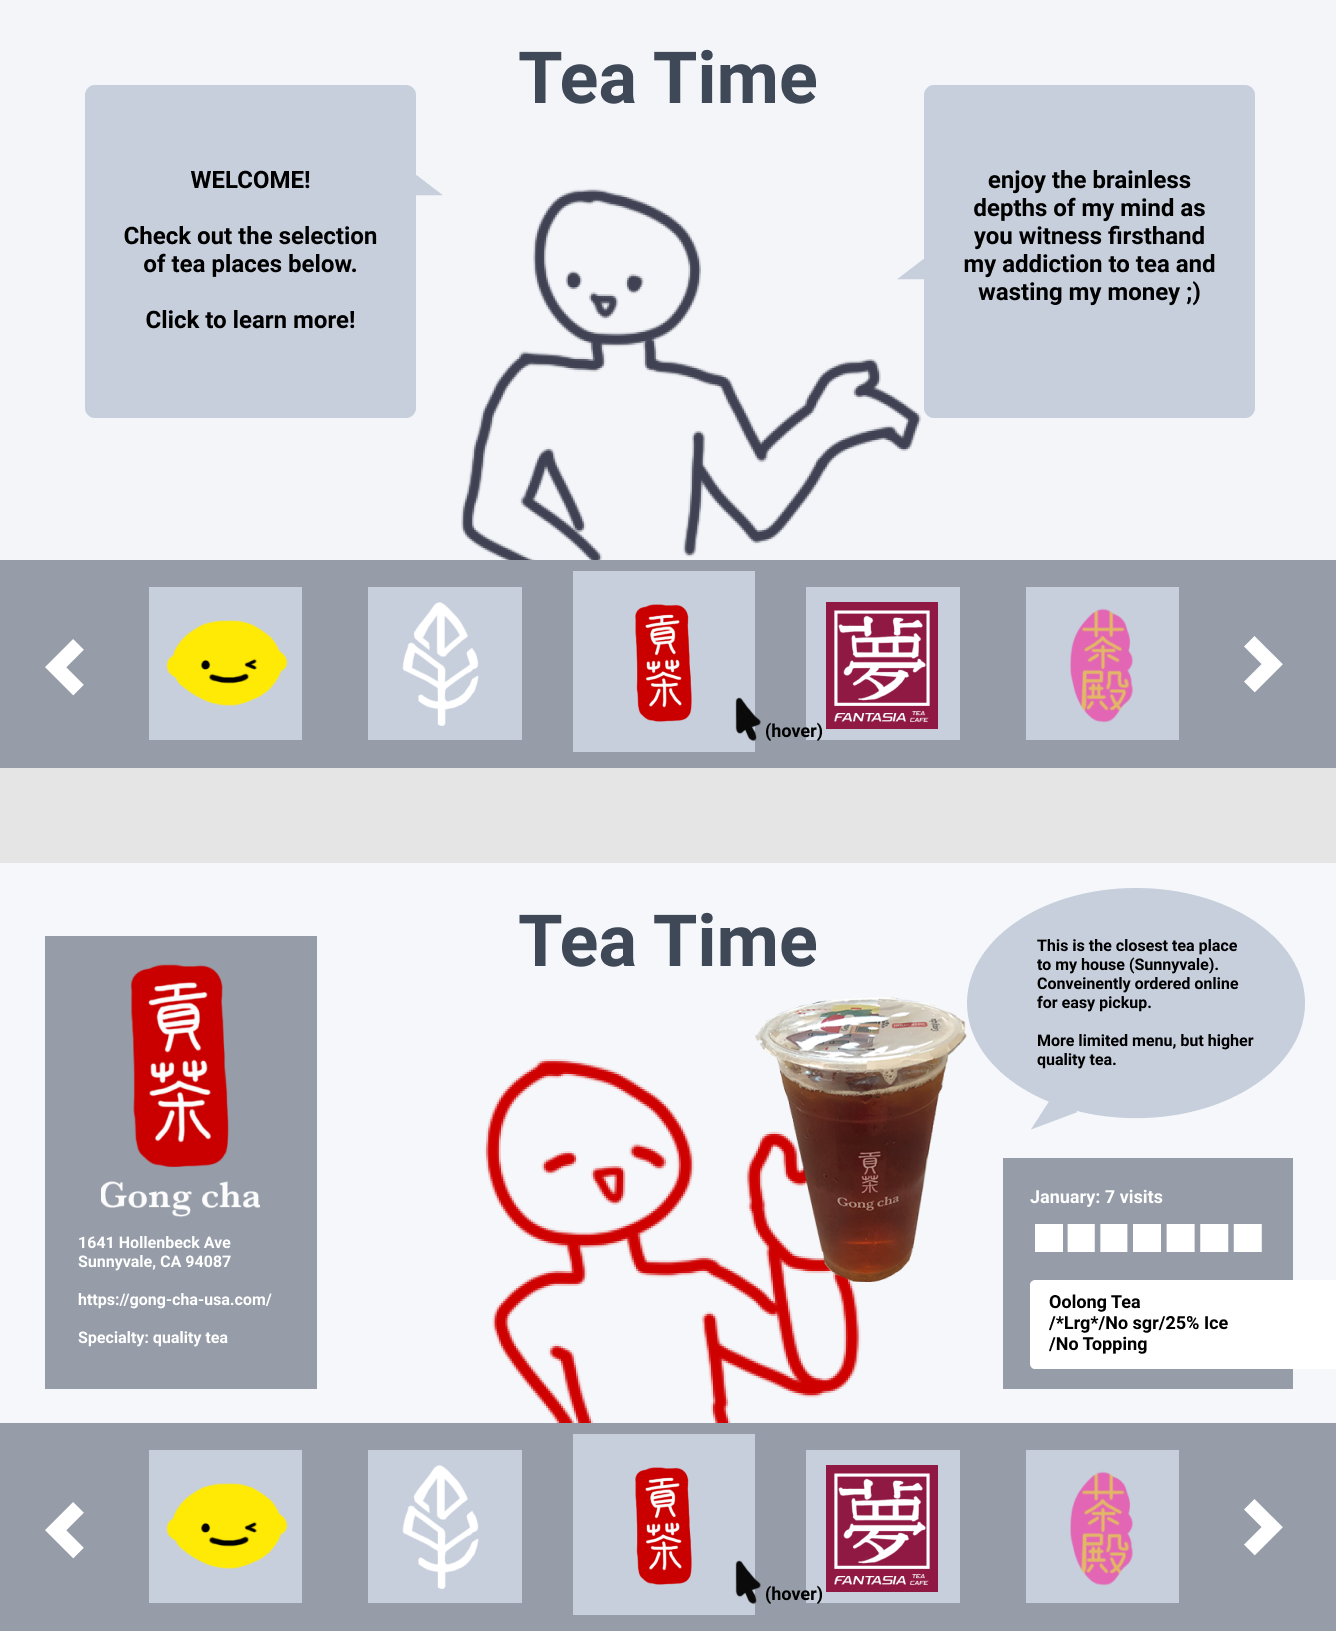 Tea Time
WELCOME!
Check out the selection
of tea places below.
Click to learn more!
enjoy the brainless
depths of my mind as
you witness firsthand
my addiction to tea and
wasting my money ;)
貢茶
(hover)
夢
FANTASIA TEA CAFE
茶殿
Tea Time
貢茶
Gong cha
1641 Hollenbeck Ave
Sunnyvale, CA 94087
https://gong-cha-usa.com/
Specialty: quality tea
貢茶
Gong cha
This is the closest tea place
to my house (Sunnyvale).
Conveinently ordered online
for easy pickup.
More limited menu, but higher
quality tea.
January: 7 visits
Oolong Tea
/*Lrg*/No sgr/25% Ice
/No Topping
貢茶
(hover)
夢
FANTASIA TEA CAFE
茶殿